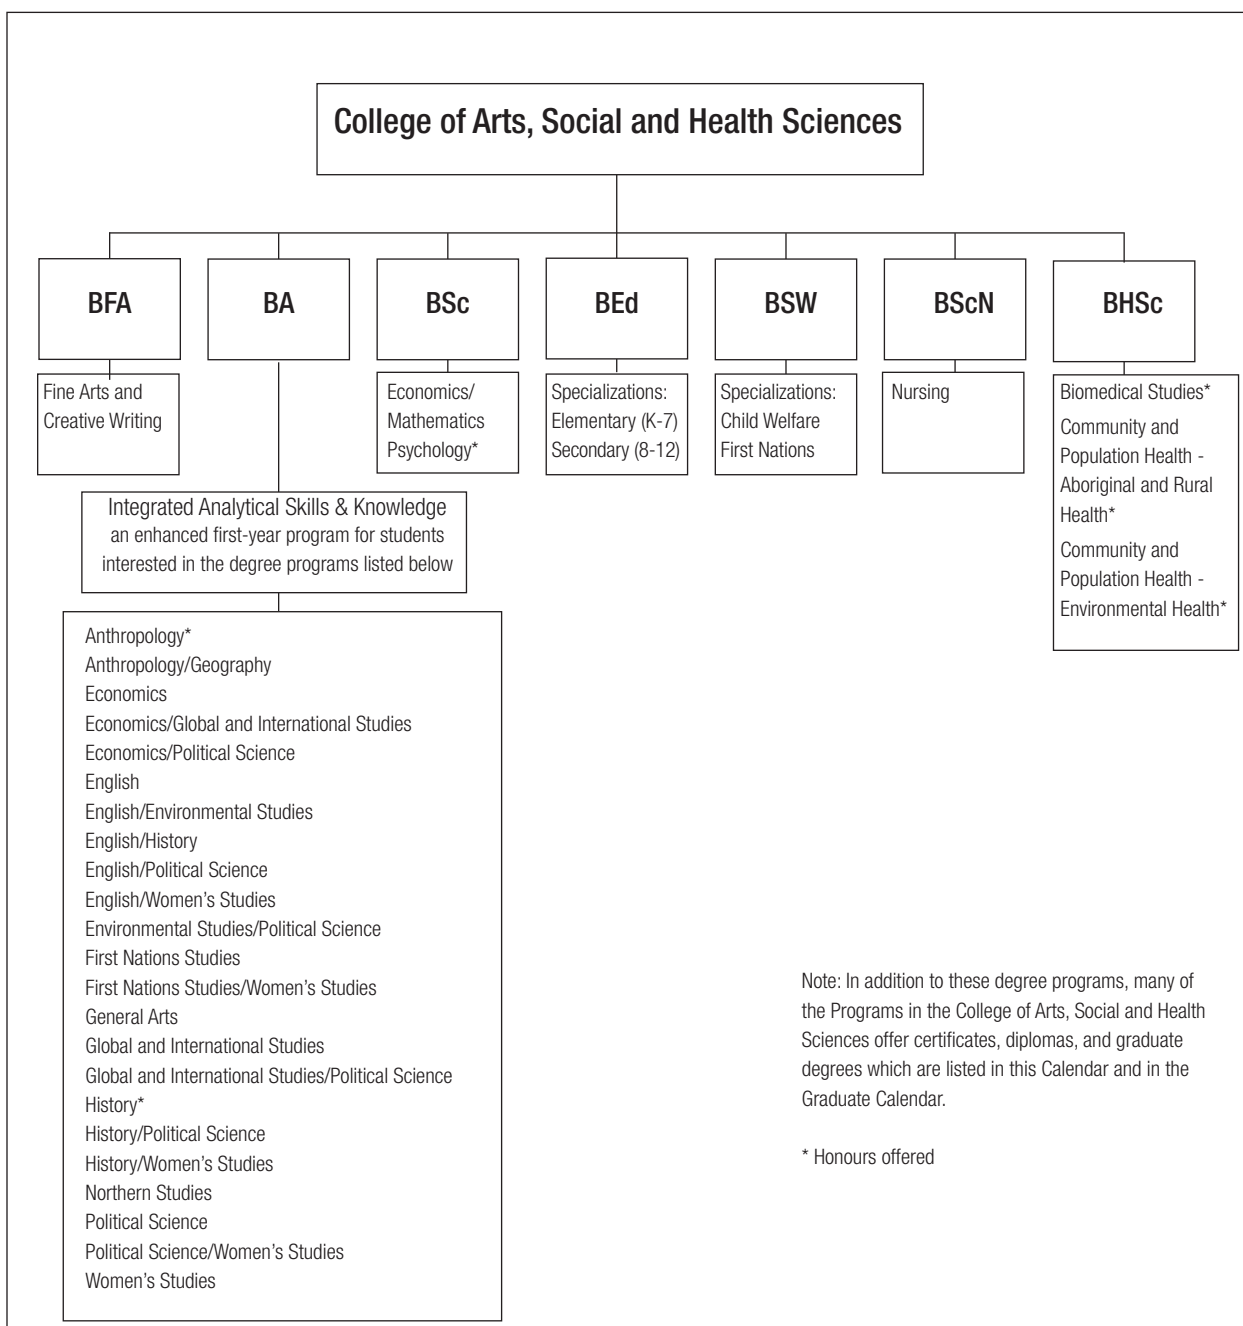 College of Arts, Social and Health Sciences
BFA
BA
BSc
BEd
BSW
BScN
BHSc
Fine Arts and
Creative Writing
Economics/
Mathematics
Psychology*
Specializations:
Elementary (K-7)
Secondary (8-12)
Specializations:
Child Welfare
First Nations
Nursing
Biomedical Studies*
Community and
Population Health -
Aboriginal and Rural
Health*
Community and
Population Health -
Environmental Health*
Integrated Analytical Skills & Knowledge
an enhanced first-year program for students
interested in the degree programs listed below
Anthropology*
Anthropology/Geography
Economics
Economics/Global and International Studies
Economics/Political Science
English
English/Environmental Studies
English/History
English/Political Science
English/Women’s Studies
Environmental Studies/Political Science
First Nations Studies
First Nations Studies/Women’s Studies
General Arts
Global and International Studies
Global and International Studies/Political Science
History*
History/Political Science
History/Women’s Studies
Northern Studies
Political Science
Political Science/Women’s Studies
Women’s Studies
Note: In addition to these degree programs, many of
the Programs in the College of Arts, Social and Health
Sciences offer certificates, diplomas, and graduate
degrees which are listed in this Calendar and in the
Graduate Calendar.
* Honours offered